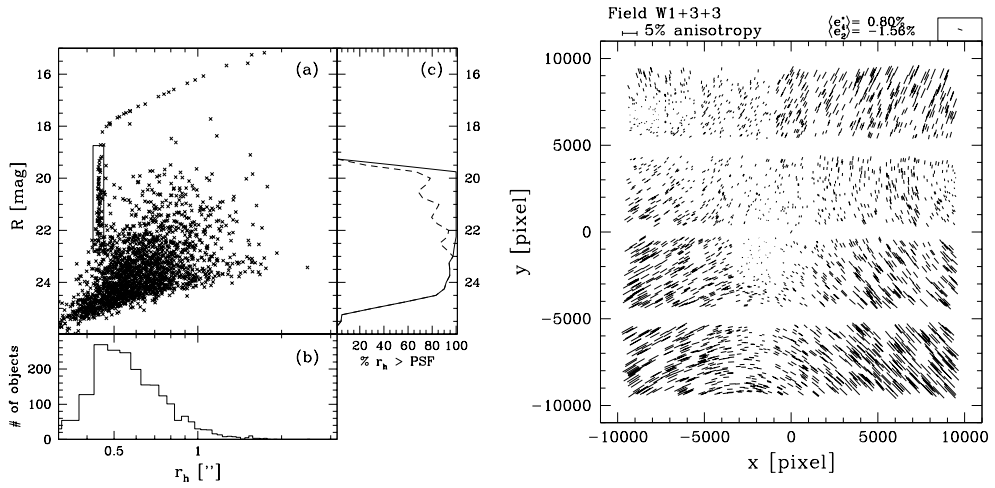 (a)
(c)
16
18
20
22
24
R [mag]
16
18
20
22
24
20 40 60 80 100
% r_h > PSF
(b)
200
100
0
# of objects
0.5 1
r_h ['']
Field W1+3+3
5% anisotropy
⟨e₁*⟩= 0.80%
⟨e₂*⟩= −1.56%
10000
5000
0
−5000
−10000
y [pixel]
−10000 −5000 0 5000 10000
x [pixel]